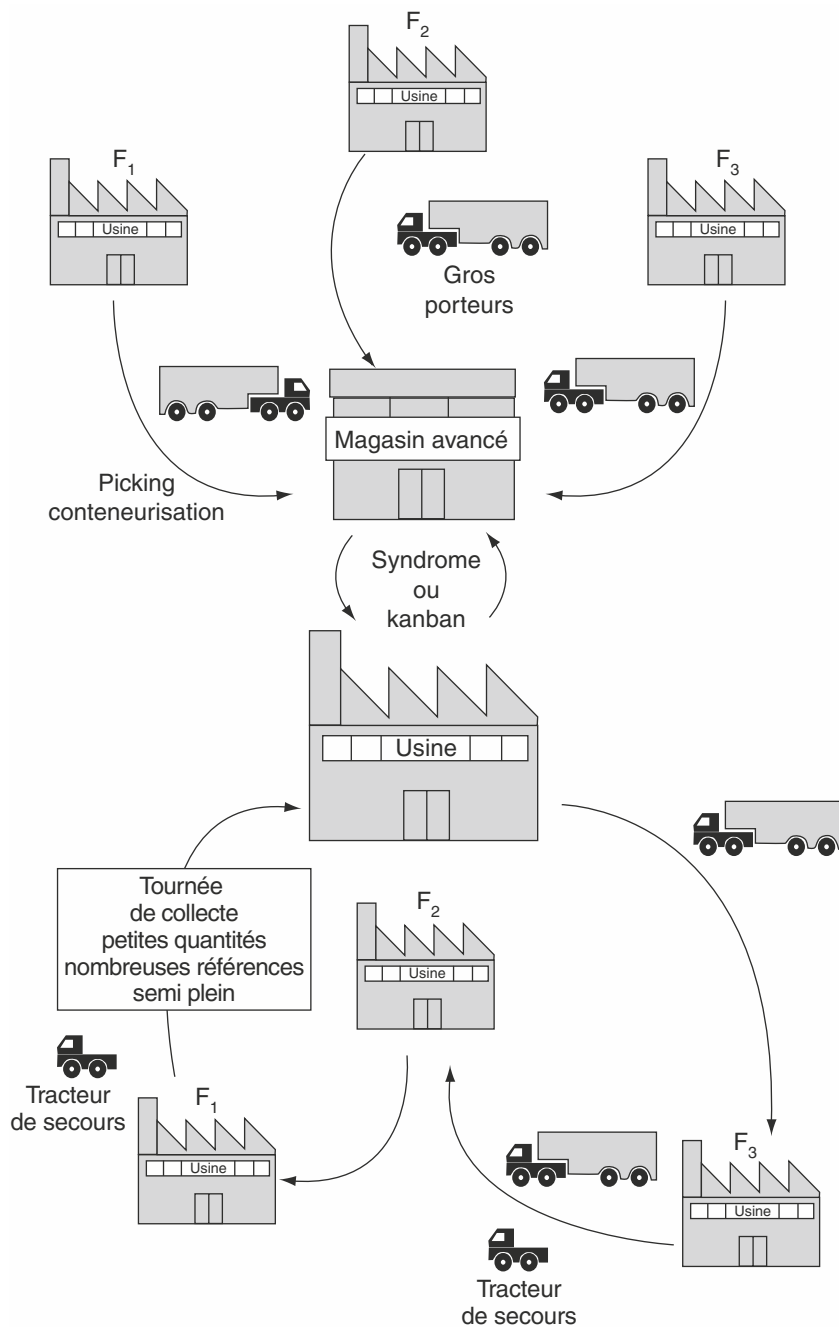 F2
Usine
F1
Usine
F3
Usine
Gros
porteurs
Magasin avancé
Picking
conteneurisation
Syndrome
ou
kanban
Usine
Tournée
de collecte
petites quantités
nombreuses références
semi plein
F2
Usine
Tracteur
de secours
F1
Usine
F3
Usine
Tracteur
de secours